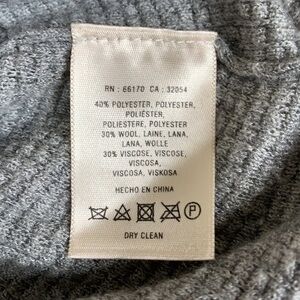 RN : 66170 CA : 32054
40% POLYESTER, POLYESTER,
POLIÉSTER,
POLIESTERE, POLYESTER
30% WOOL, LAINE, LANA,
LANA, WOLLE
30% VISCOSE, VISCOSE,
VISCOSA,
VISCOSA, VISKOSA
HECHO EN CHINA
P
DRY CLEAN